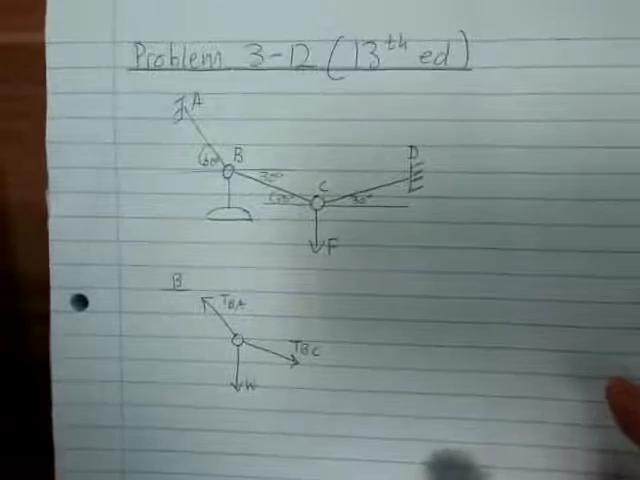 Problem 3-12 (13th ed)
A
60° B D
30° C
30°
F
B
TBA
TBC
W